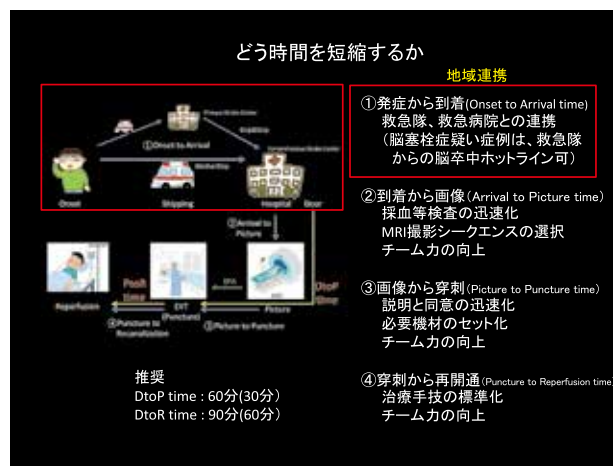 どう時間を短縮するか
地域連携
①発症から到着(Onset to Arrival time)
救急隊、救急病院との連携
(脳塞栓症疑い症例は、救急隊
からの脳卒中ホットライン可)
②到着から画像(Arrival to Picture time)
採血等検査の迅速化
MRI撮影シークエンスの選択
チーム力の向上
③画像から穿刺(Picture to Puncture time)
説明と同意の迅速化
必要機材のセット化
チーム力の向上
④穿刺から再開通(Puncture to Reperfusion time)
治療手技の標準化
チーム力の向上
①Onset to Arrival
Onset
Shipping
Hospital
Door
②Arrival to
Picture
DtoP
time
PtoR
time
Reperfusion
EVT
(Puncture)
Picture
④Puncture to
Recanalization
③Picture to Puncture
推奨
DtoP time : 60分(30分)
DtoR time : 90分(60分)